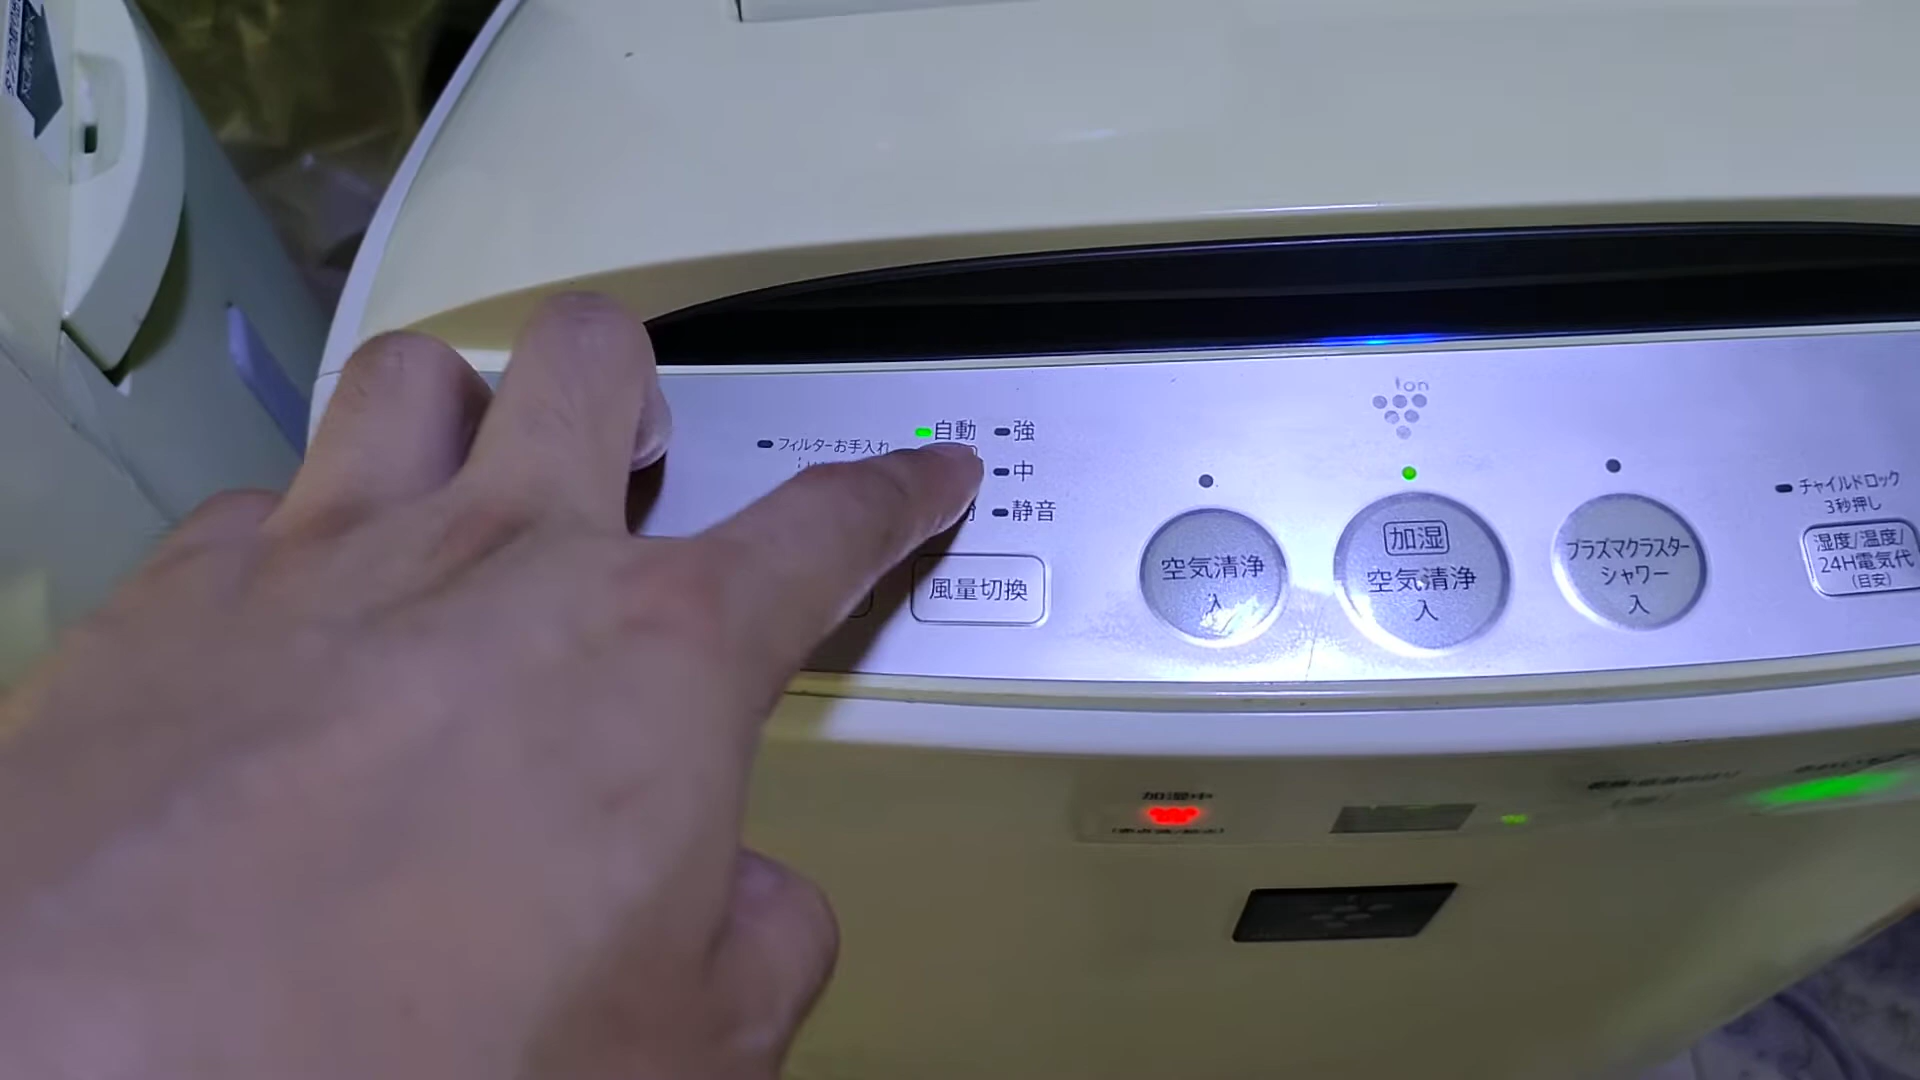 フィルターお手入れ
自動
強
中
静音
風量切換
ion
空気清浄
入
加湿
空気清浄
入
プラズマクラスター
シャワー
入
チャイルドロック
3秒押し
湿度/温度/
24H電気代
(目安)
加湿中